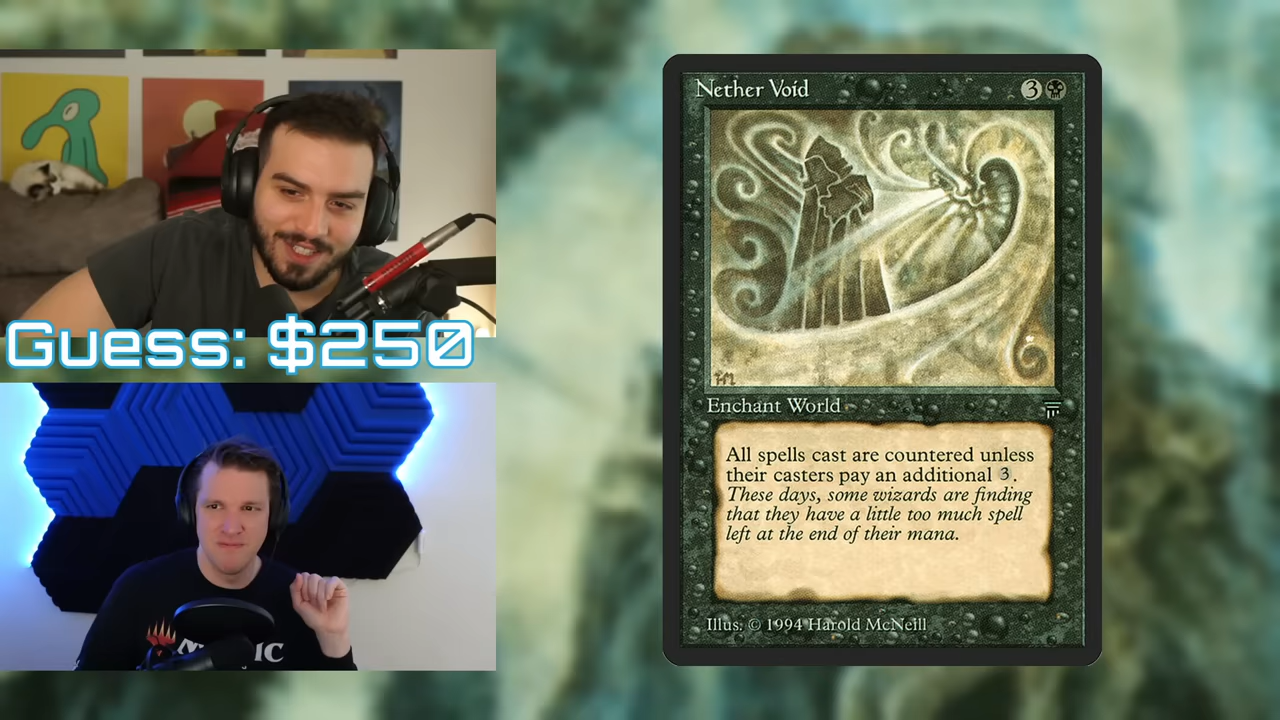 Guess: $250
Nether Void 3
Enchant World
All spells cast are countered unless
their casters pay an additional 3.
These days, some wizards are finding
that they have a little too much spell
left at the end of their mana.
Illus. © 1994 Harold McNeill
HM